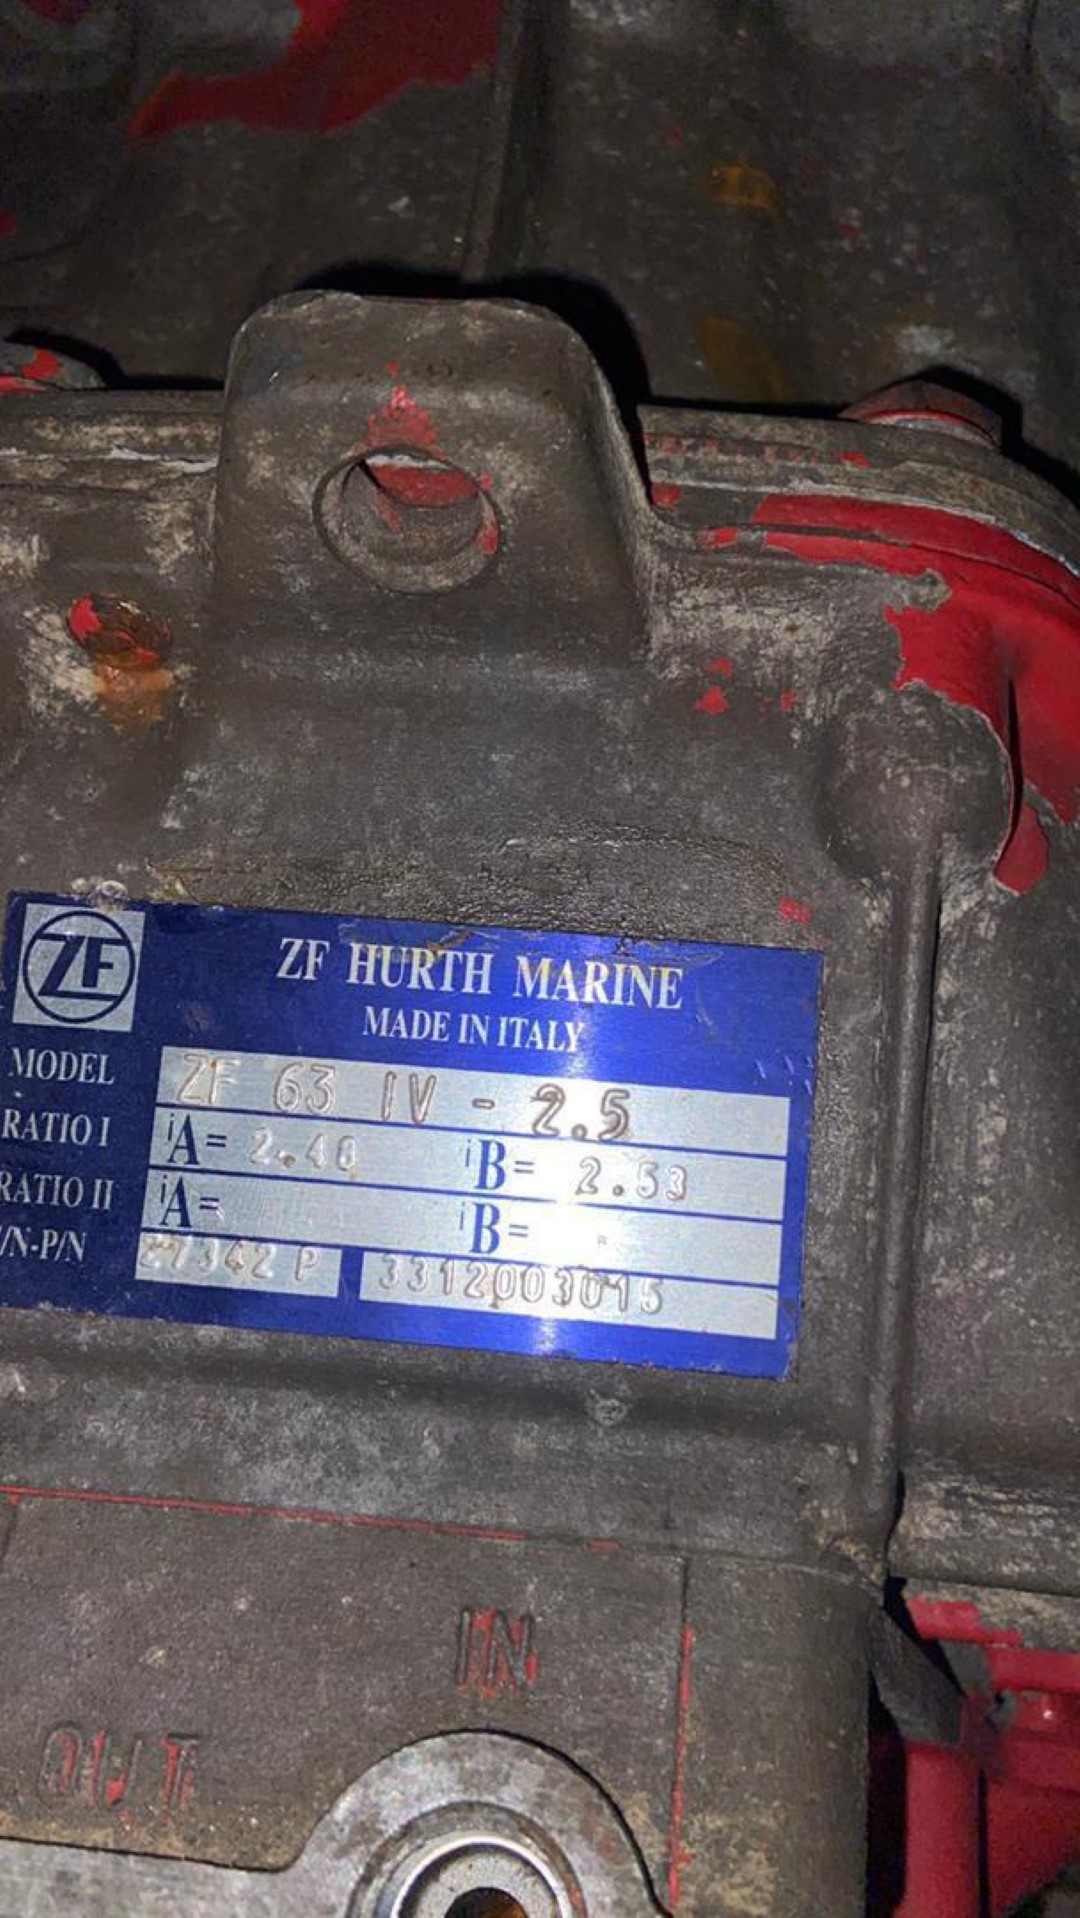 ZF
ZF HURTH MARINE
MADE IN ITALY
MODEL ZF 63 IV - 2.5
RATIO I iA= 2.48 iB= 2.53
RATIO II iA= iB=
/N-P/N 27342 P 3312003015
IN
OUT